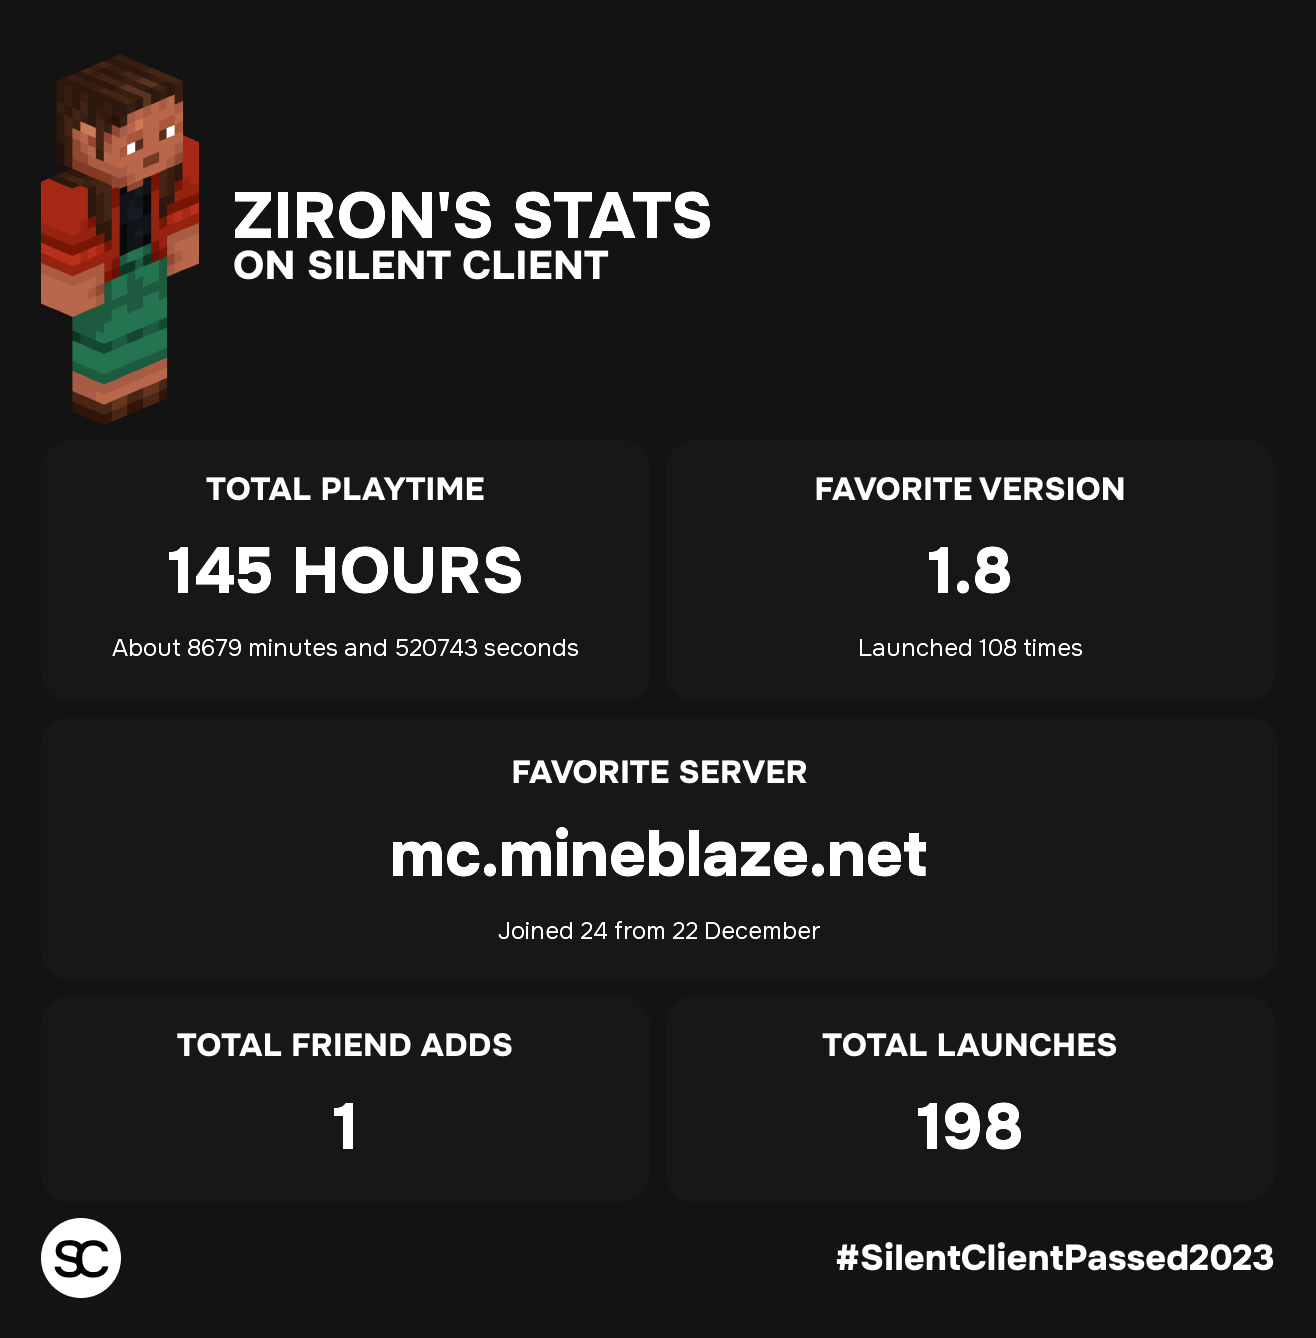 ZIRON'S STATS
ON SILENT CLIENT
TOTAL PLAYTIME
145 HOURS
About 8679 minutes and 520743 seconds
FAVORITE VERSION
1.8
Launched 108 times
FAVORITE SERVER
mc.mineblaze.net
Joined 24 from 22 December
TOTAL FRIEND ADDS
1
TOTAL LAUNCHES
198
SC
#SilentClientPassed2023